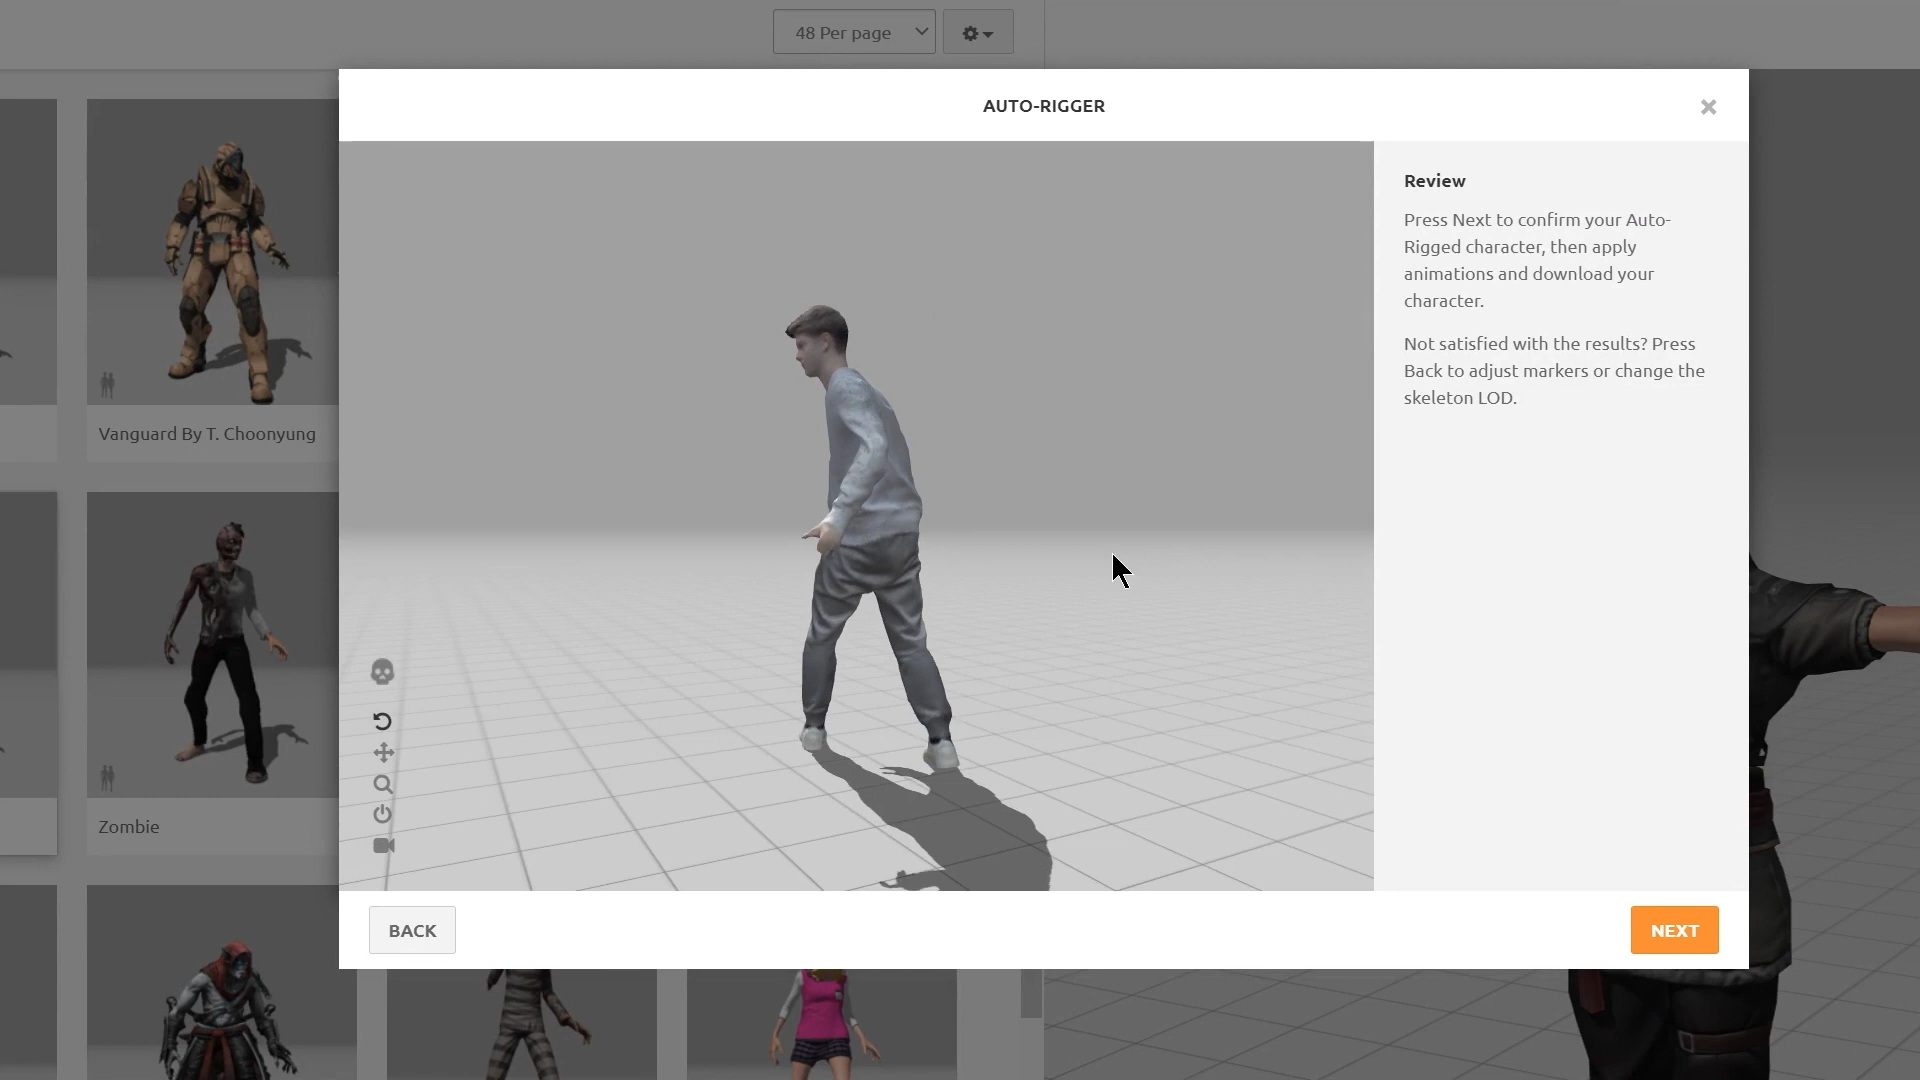 48 Per page
AUTO-RIGGER
Review
Press Next to confirm your Auto-
Rigged character, then apply
animations and download your
character.
Not satisfied with the results? Press
Back to adjust markers or change the
skeleton LOD.
Vanguard By T. Choonyung
Zombie
BACK
NEXT